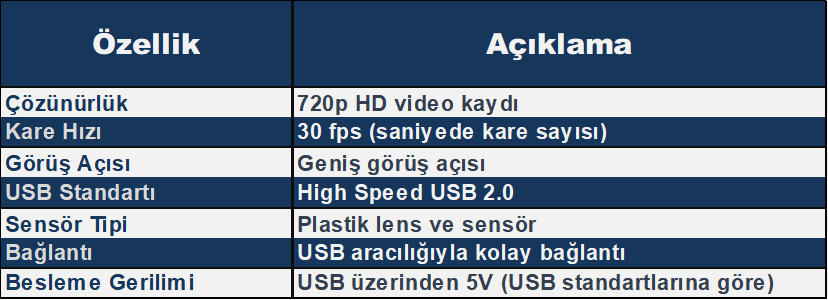 Özellik Açıklama
Çözünürlük 720p HD video kaydı
Kare Hızı 30 fps (saniyede kare sayısı)
Görüş Açısı Geniş görüş açısı
USB Standartı High Speed USB 2.0
Sensör Tipi Plastik lens ve sensör
Bağlantı USB aracılığıyla kolay bağlantı
Besleme Gerilimi USB üzerinden 5V (USB standartlarına göre)